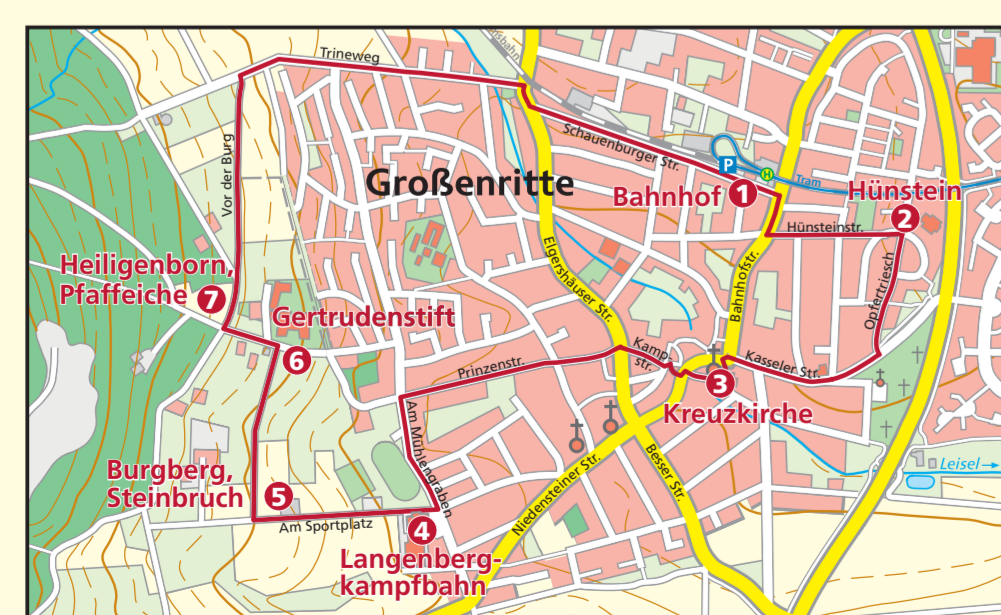 Trineweg
Schauenburger Str.
Großenritte
P
H
Tram
Bahnhof 1
Hünstein
2
Hünsteinstr.
Vor der Burg
Heiligenborn,
Pfaffeiche 7
Gertrudenstift
6
Elgershäuser Str.
Bahnhofstr.
Opfertriesch
Kamp-
str.
Kasseler Str.
Prinzenstr.
3
Kreuzkirche
Am Mühlengraben
Burgberg,
Steinbruch 5
Am Sportplatz
4
Langenberg-
kampfbahn
Niedensteiner Str.
Besser Str.
Leisel